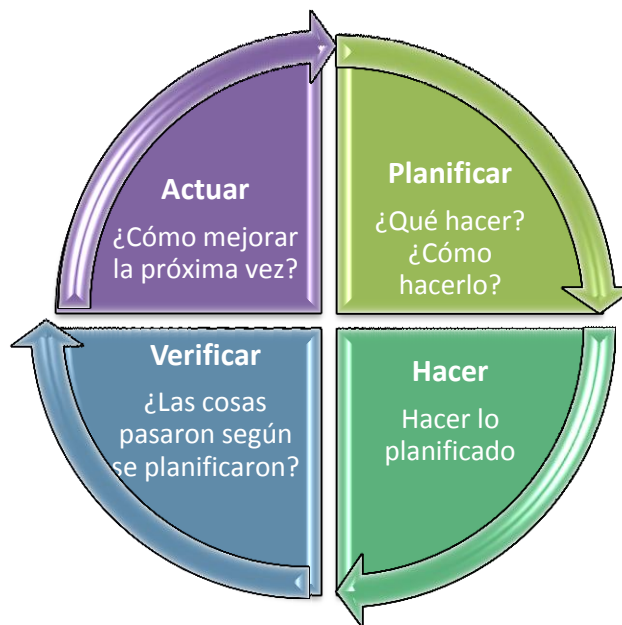 Actuar
¿Cómo mejorar
la próxima vez?
Planificar
¿Qué hacer?
¿Cómo
hacerlo?
Verificar
¿Las cosas
pasaron según
se planificaron?
Hacer
Hacer lo
planificado